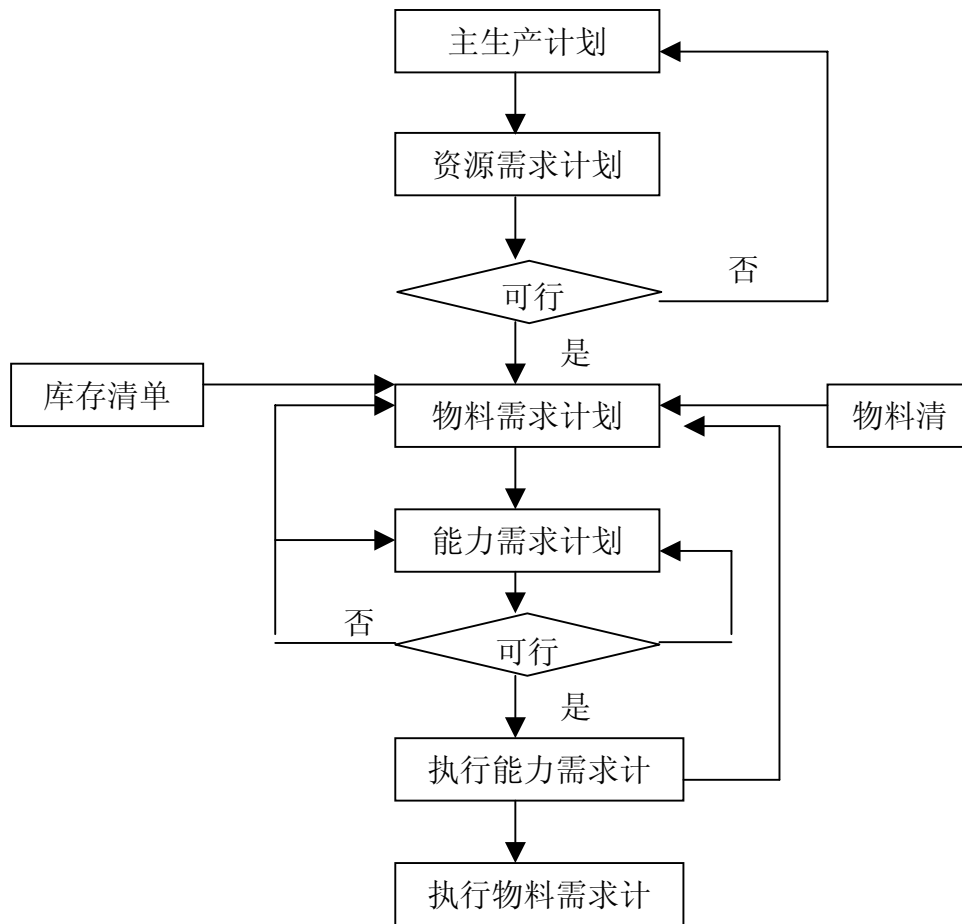 主生产计划
资源需求计划
否
可行
是
库存清单
物料需求计划
物料清
能力需求计划
否
可行
是
执行能力需求计
执行物料需求计